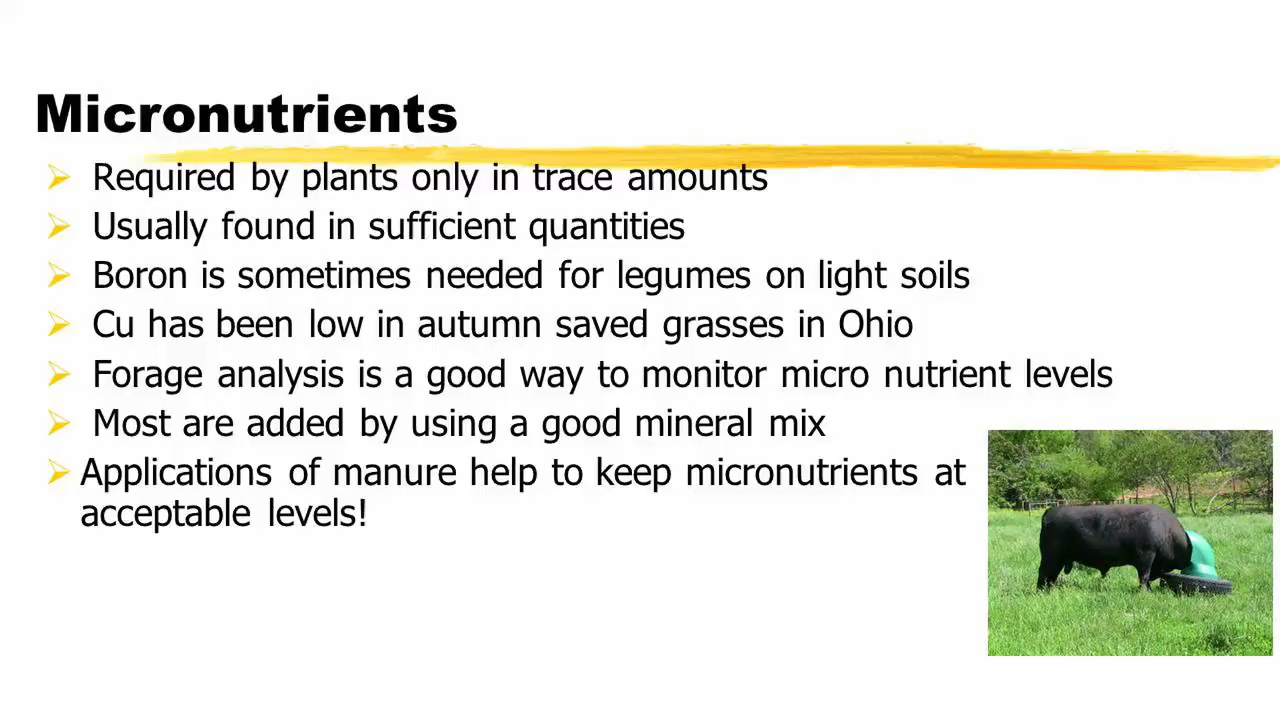 Micronutrients
Required by plants only in trace amounts
Usually found in sufficient quantities
Boron is sometimes needed for legumes on light soils
Cu has been low in autumn saved grasses in Ohio
Forage analysis is a good way to monitor micro nutrient levels
Most are added by using a good mineral mix
Applications of manure help to keep micronutrients at
acceptable levels!